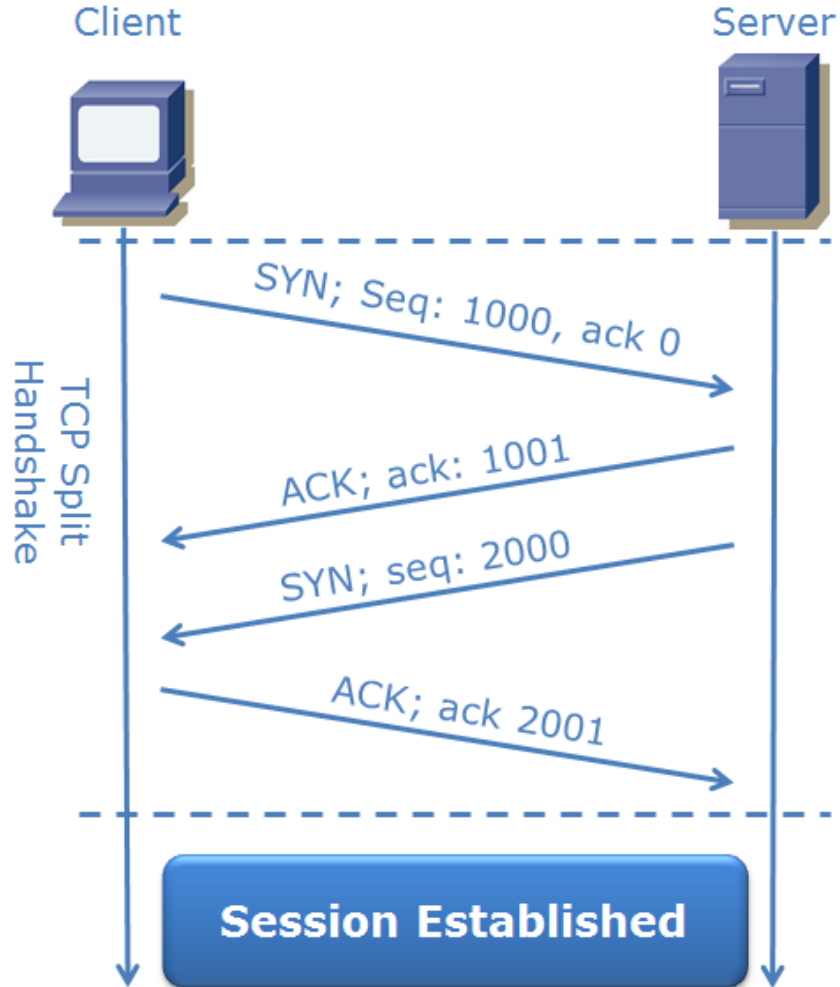 Client
Server
SYN; Seq: 1000, ack 0
ACK; ack: 1001
SYN; seq: 2000
ACK; ack 2001
TCP Split
Handshake
Session Established